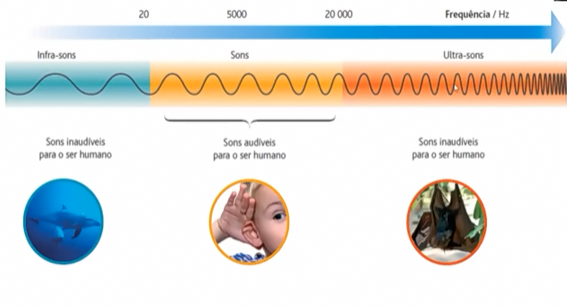 20 5000 20 000 Frequência / Hz
Infra-sons Sons Ultra-sons
Sons inaudíveis
para o ser humano
Sons audíveis
para o ser humano
Sons inaudíveis
para o ser humano